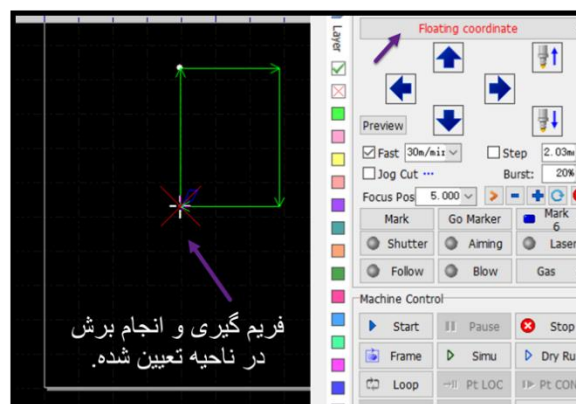 Layer
Floating coordinate
Preview
Fast 30m/min Step 2.03m
Jog Cut ••• Burst: 20%
Focus Pos 5.000
Mark Go Marker Mark 6
Shutter Aiming Laser
Follow Blow Gas
Machine Control
Start Pause Stop
Frame Simu Dry Ru
Loop Pt LOC Pt CON
فریم گیری و انجام برش
در ناحیه تعیین شده.